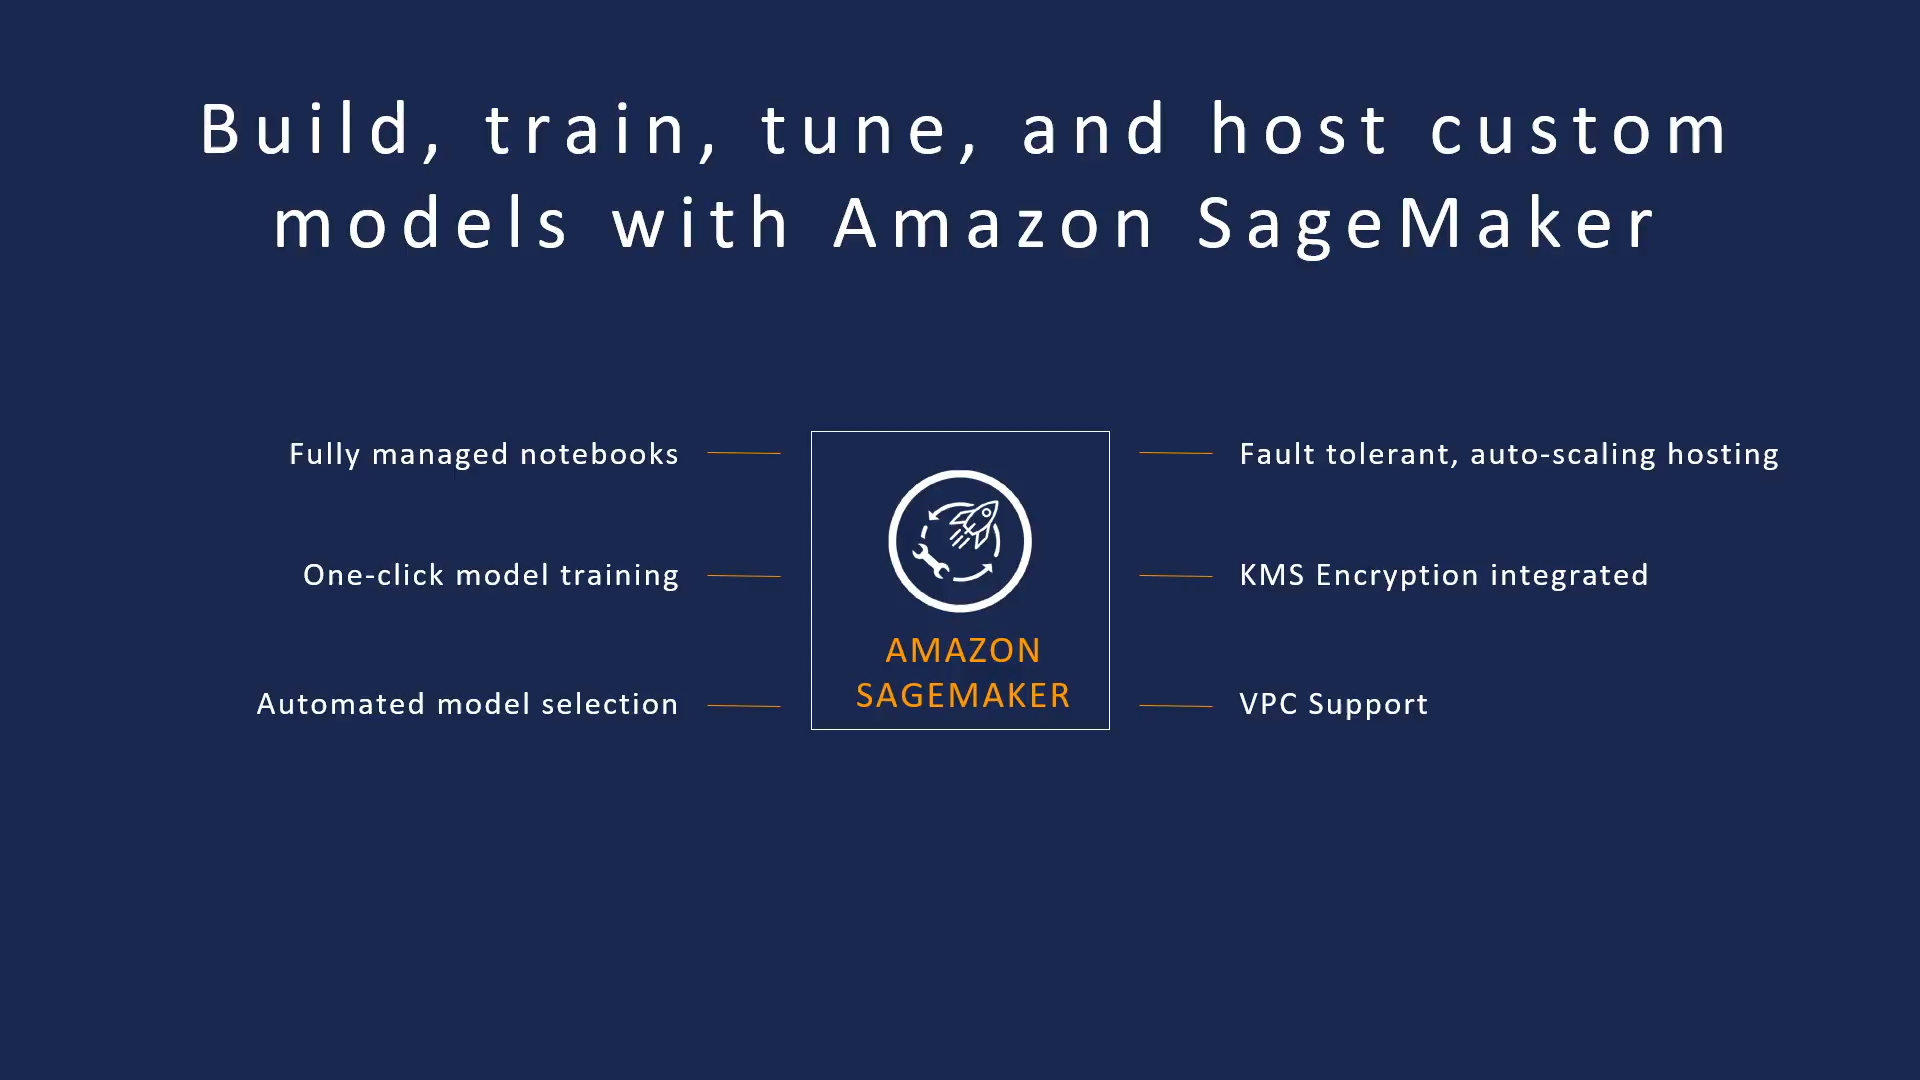 Build, train, tune, and host custom
models with Amazon SageMaker
Fully managed notebooks
One-click model training
Automated model selection
AMAZON
SAGEMAKER
Fault tolerant, auto-scaling hosting
KMS Encryption integrated
VPC Support